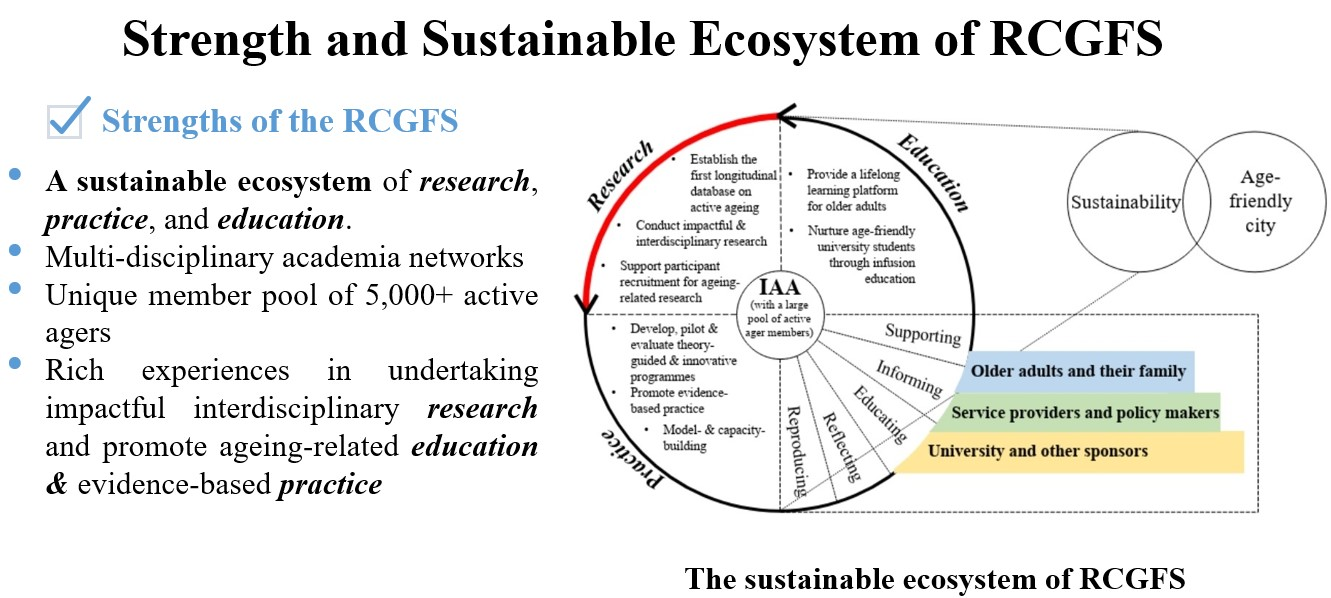 Strength and Sustainable Ecosystem of RCGFS
Strengths of the RCGFS
• A sustainable ecosystem of research,
practice, and education.
• Multi-disciplinary academia networks
• Unique member pool of 5,000+ active
agers
• Rich experiences in undertaking
impactful interdisciplinary research
and promote ageing-related education
& evidence-based practice
Research
• Establish the
first longitudinal
database on
active ageing
• Conduct impactful &
interdisciplinary research
• Support participant
recruitment for ageing-
related research
Education
• Provide a lifelong
learning platform
for older adults
• Nurture age-friendly
university students
through infusion
education
IAA
(with a large
pool of active
ager members)
Practice
• Develop, pilot &
evaluate theory-
guided & innovative
programmes
• Promote evidence-
based practice
• Model- & capacity-
building
Supporting
Informing
Educating
Reflecting
Reproducing
Sustainability
Age-
friendly
city
Older adults and their family
Service providers and policy makers
University and other sponsors
The sustainable ecosystem of RCGFS